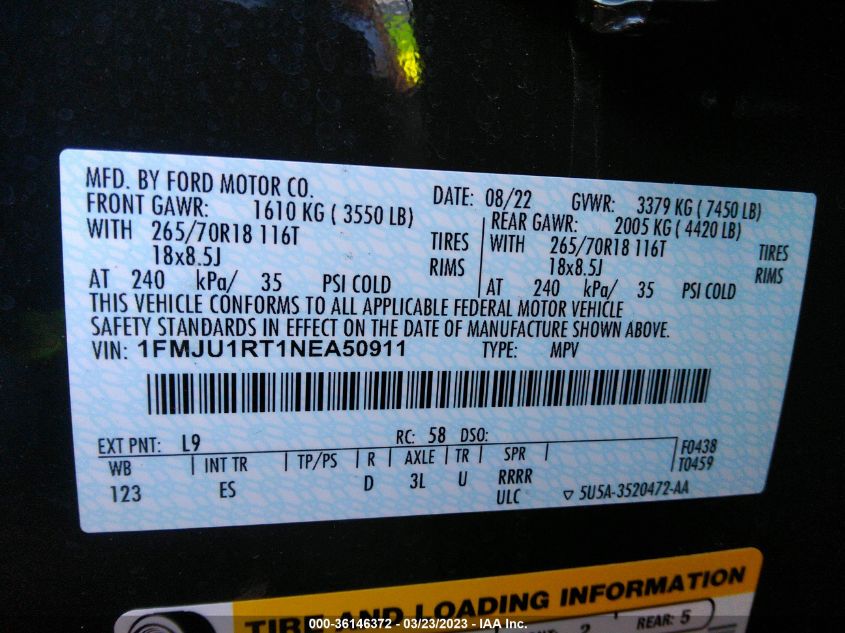 MFD. BY FORD MOTOR CO. DATE: 08/22 GVWR: 3379 KG ( 7450 LB)
FRONT GAWR: 1610 KG ( 3550 LB) REAR GAWR: 2005 KG ( 4420 LB)
WITH 265/70R18 116T TIRES WITH 265/70R18 116T TIRES
18x8.5J RIMS 18x8.5J RIMS
AT 240 kPa/ 35 PSI COLD AT 240 kPa/ 35 PSI COLD
THIS VEHICLE CONFORMS TO ALL APPLICABLE FEDERAL MOTOR VEHICLE
SAFETY STANDARDS IN EFFECT ON THE DATE OF MANUFACTURE SHOWN ABOVE.
VIN: 1FMJU1RT1NEA50911 TYPE: MPV
EXT PNT: L9 RC: 58 DSO: F0438
WB INT TR TP/PS R AXLE TR SPR T0459
123 ES D 3L U RRRR
ULC ▽ 5U5A-3520472-AA
TIRE AND LOADING INFORMATION
2 REAR: 5
000-36146372 - 03/23/2023 - IAA Inc.